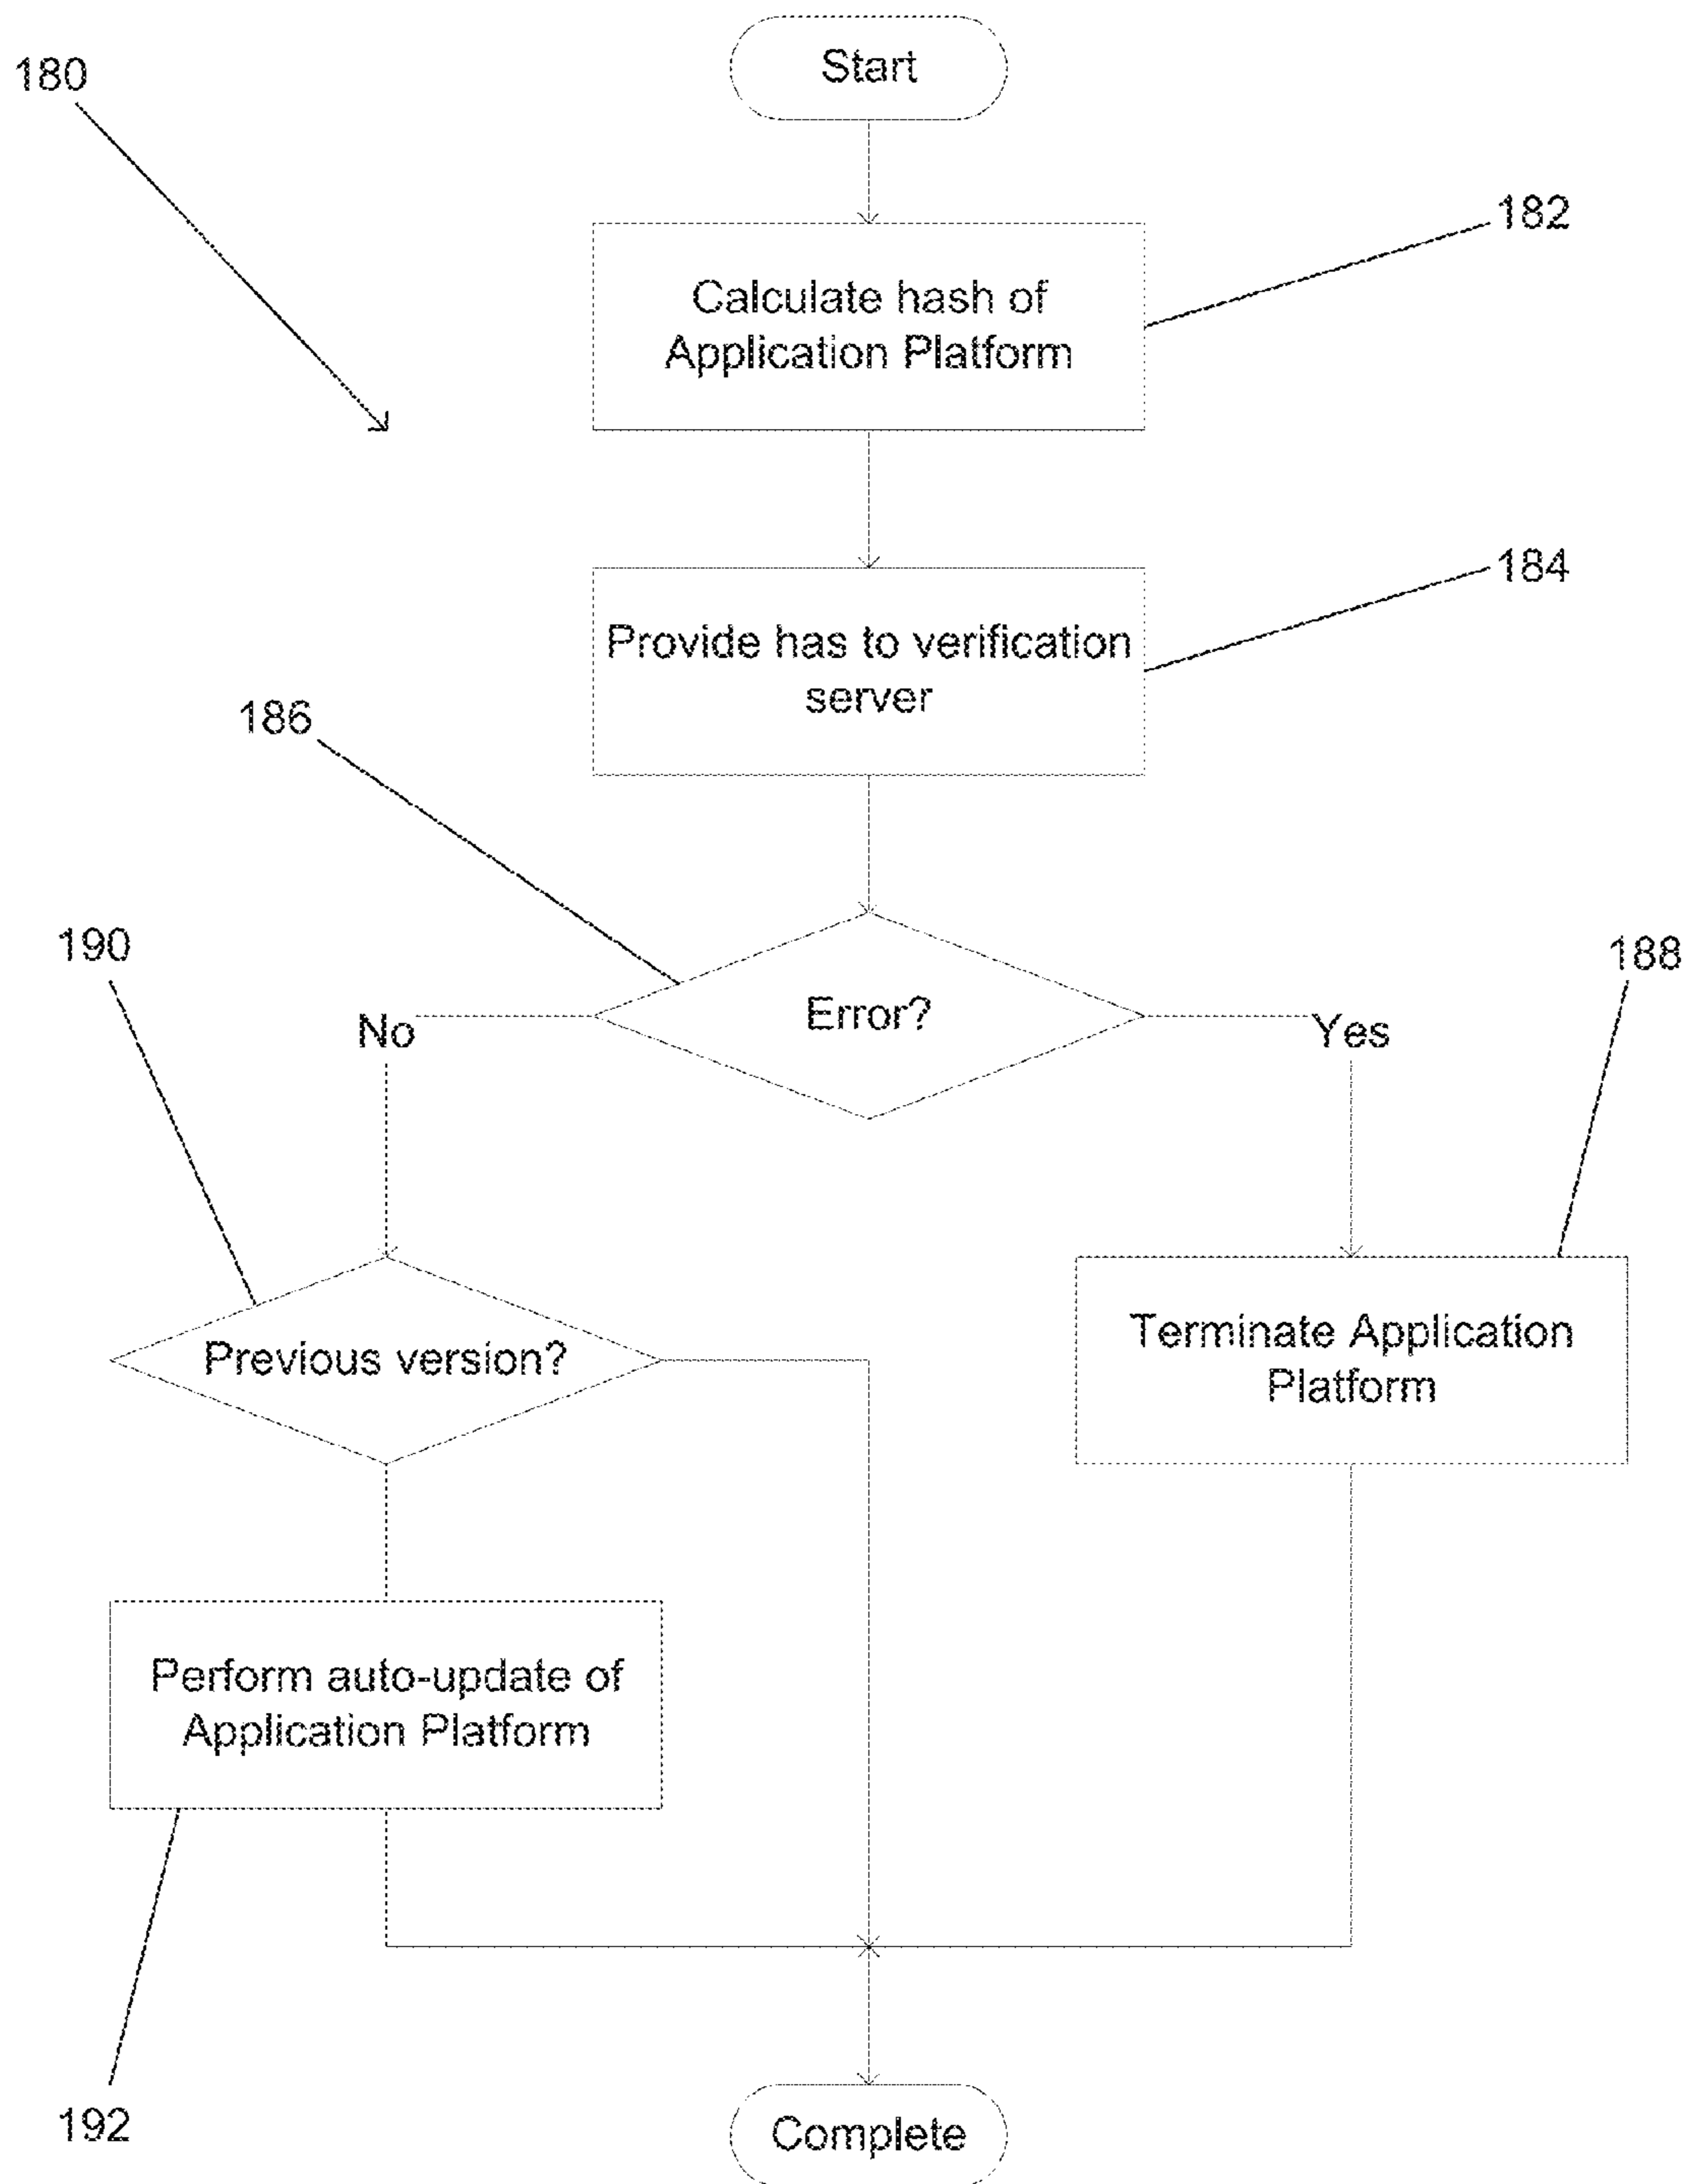 Start
180
182
Calculate hash of
Application Platform
184
Provide has to verification
server
186
190
188
Error?
No
Yes
Previous version?
Terminate Application
Platform
Perform auto-update of
Application Platform
192
Complete